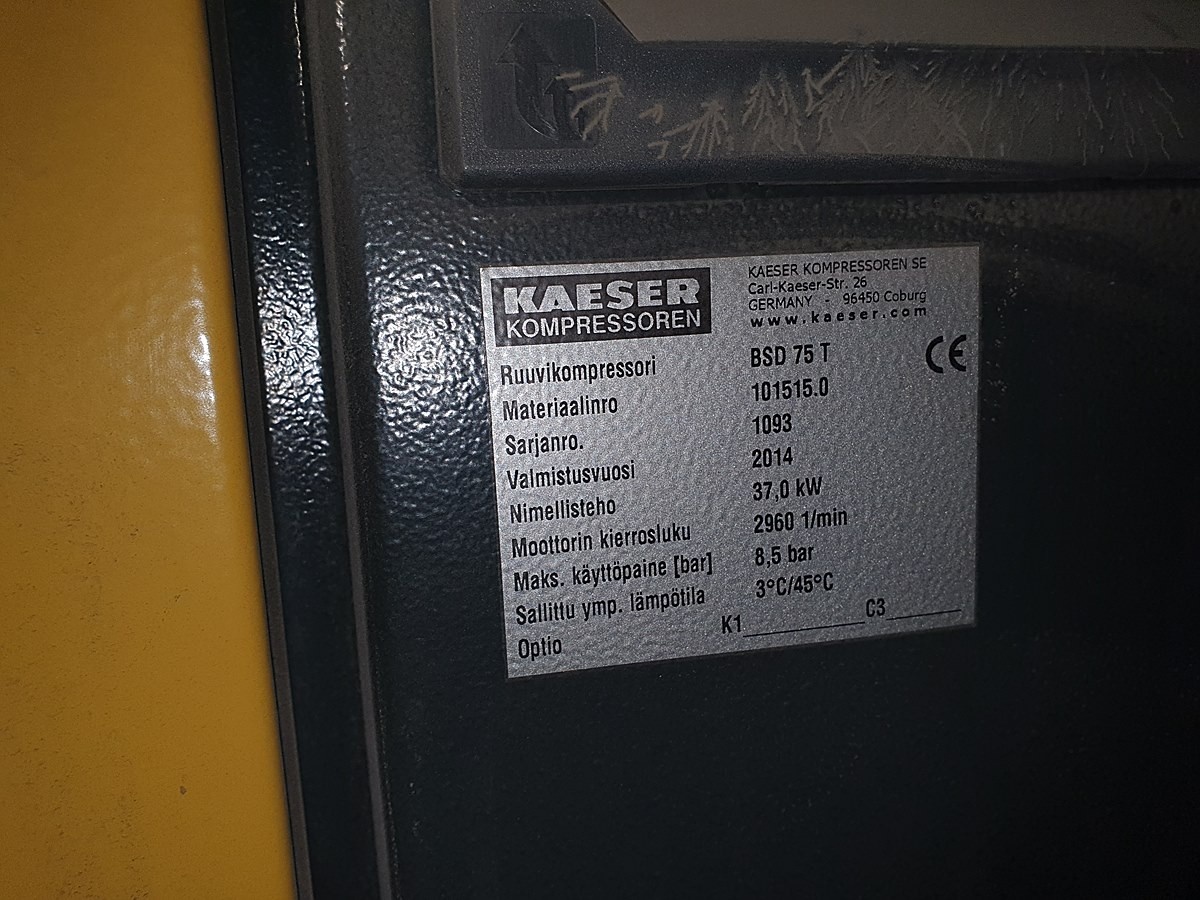 KAESER
KOMPRESSOREN
KAESER KOMPRESSOREN SE
Carl-Kaeser-Str. 26
GERMANY - 96450 Coburg
www.kaeser.com
CE
Ruuvikompressori BSD 75 T
Materiaalinro 101515.0
Sarjanro. 1093
Valmistusvuosi 2014
Nimellisteho 37,0 kW
Moottorin kierrosluku 2960 1/min
Maks. käyttöpaine [bar] 8,5 bar
Sallittu ymp. lämpötila 3°C/45°C
Optio K1__________ C3______